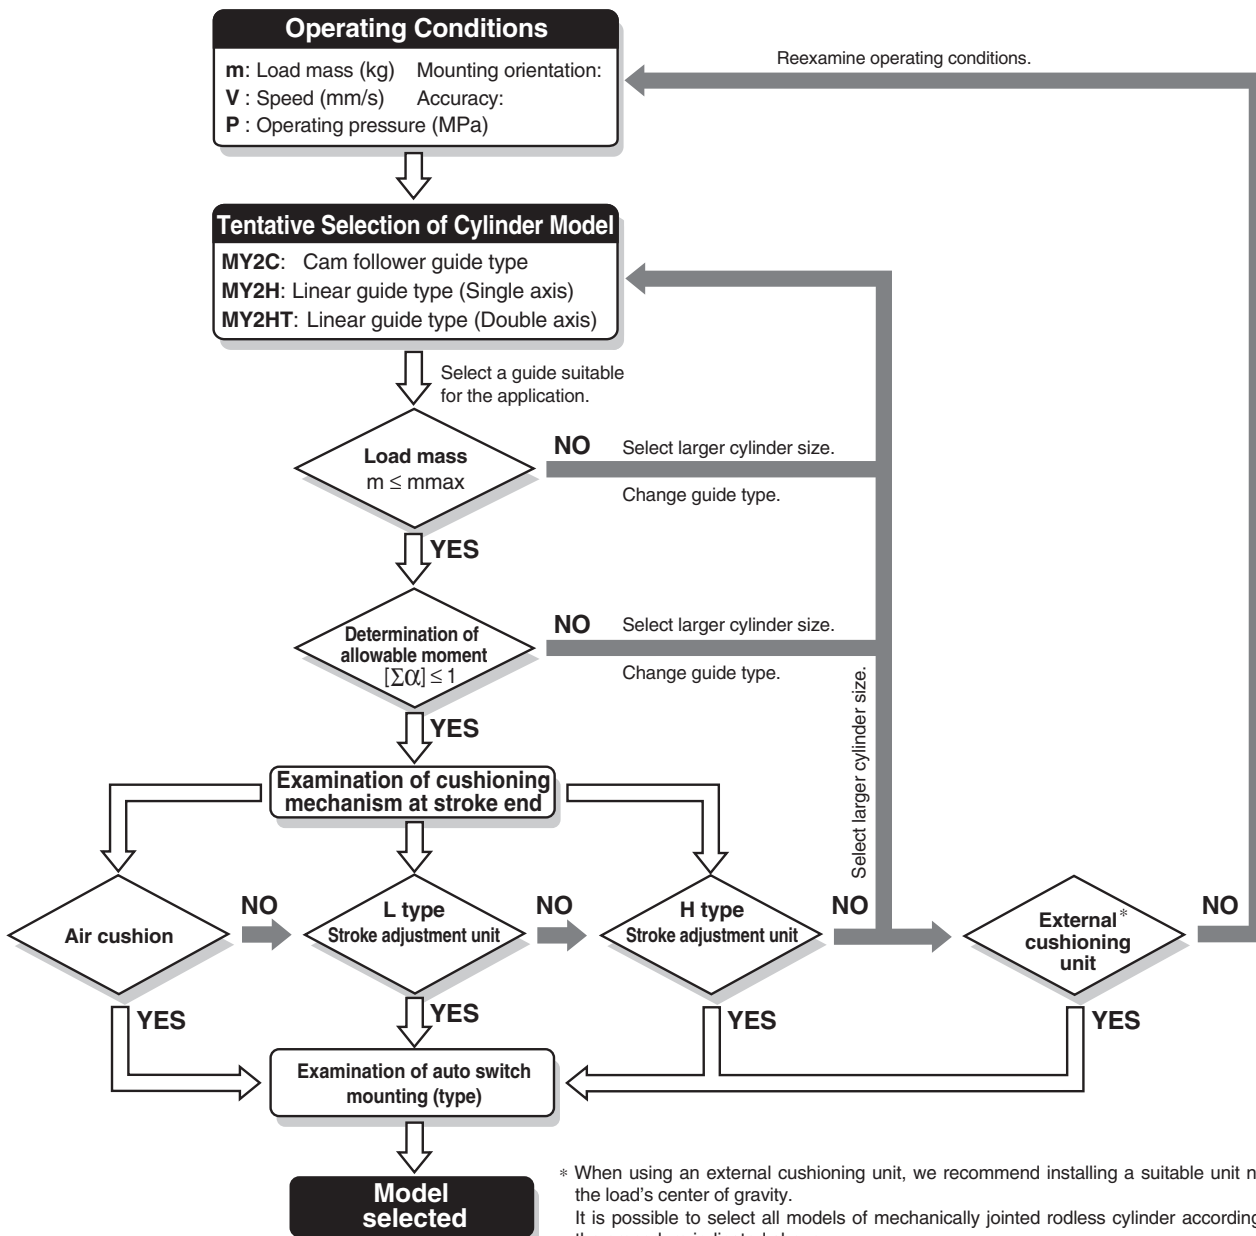 Operating Conditions
m: Load mass (kg) Mounting orientation:
V : Speed (mm/s) Accuracy:
P : Operating pressure (MPa)
Reexamine operating conditions.
Tentative Selection of Cylinder Model
MY2C: Cam follower guide type
MY2H: Linear guide type (Single axis)
MY2HT: Linear guide type (Double axis)
Select a guide suitable
for the application.
Load mass
m ≤ mmax
NO
Select larger cylinder size.
Change guide type.
YES
Determination of
allowable moment
[Σα] ≤ 1
NO
Select larger cylinder size.
Change guide type.
YES
Select larger cylinder size.
Examination of cushioning
mechanism at stroke end
Air cushion
NO
L type
Stroke adjustment unit
NO
H type
Stroke adjustment unit
NO
External*
cushioning
unit
NO
YES
YES
YES
YES
Examination of auto switch
mounting (type)
Model
selected
* When using an external cushioning unit, we recommend installing a suitable unit n
the load's center of gravity.
It is possible to select all models of mechanically jointed rodless cylinder according